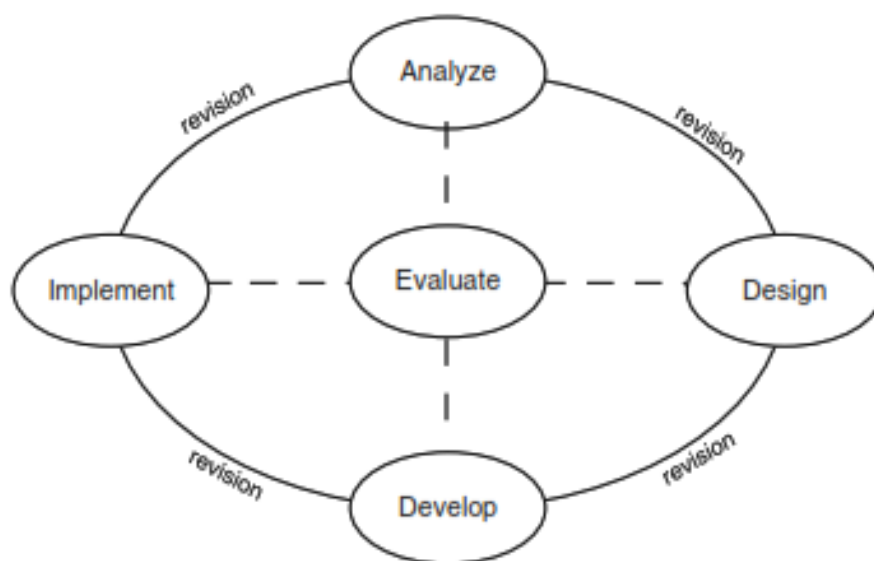 Analyze
revision
revision
Implement
Evaluate
Design
revision
revision
Develop